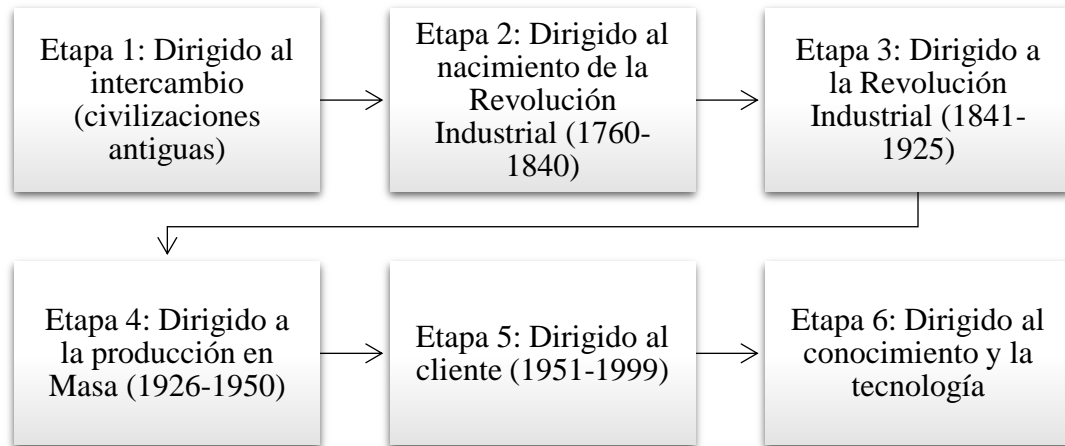 Etapa 1: Dirigido al
intercambio
(civilizaciones
antiguas)
Etapa 2: Dirigido al
nacimiento de la
Revolución
Industrial (1760-
1840)
Etapa 3: Dirigido a
la Revolución
Industrial (1841-
1925)
Etapa 4: Dirigido a
la producción en
Masa (1926-1950)
Etapa 5: Dirigido al
cliente (1951-1999)
Etapa 6: Dirigido al
conocimiento y la
tecnología